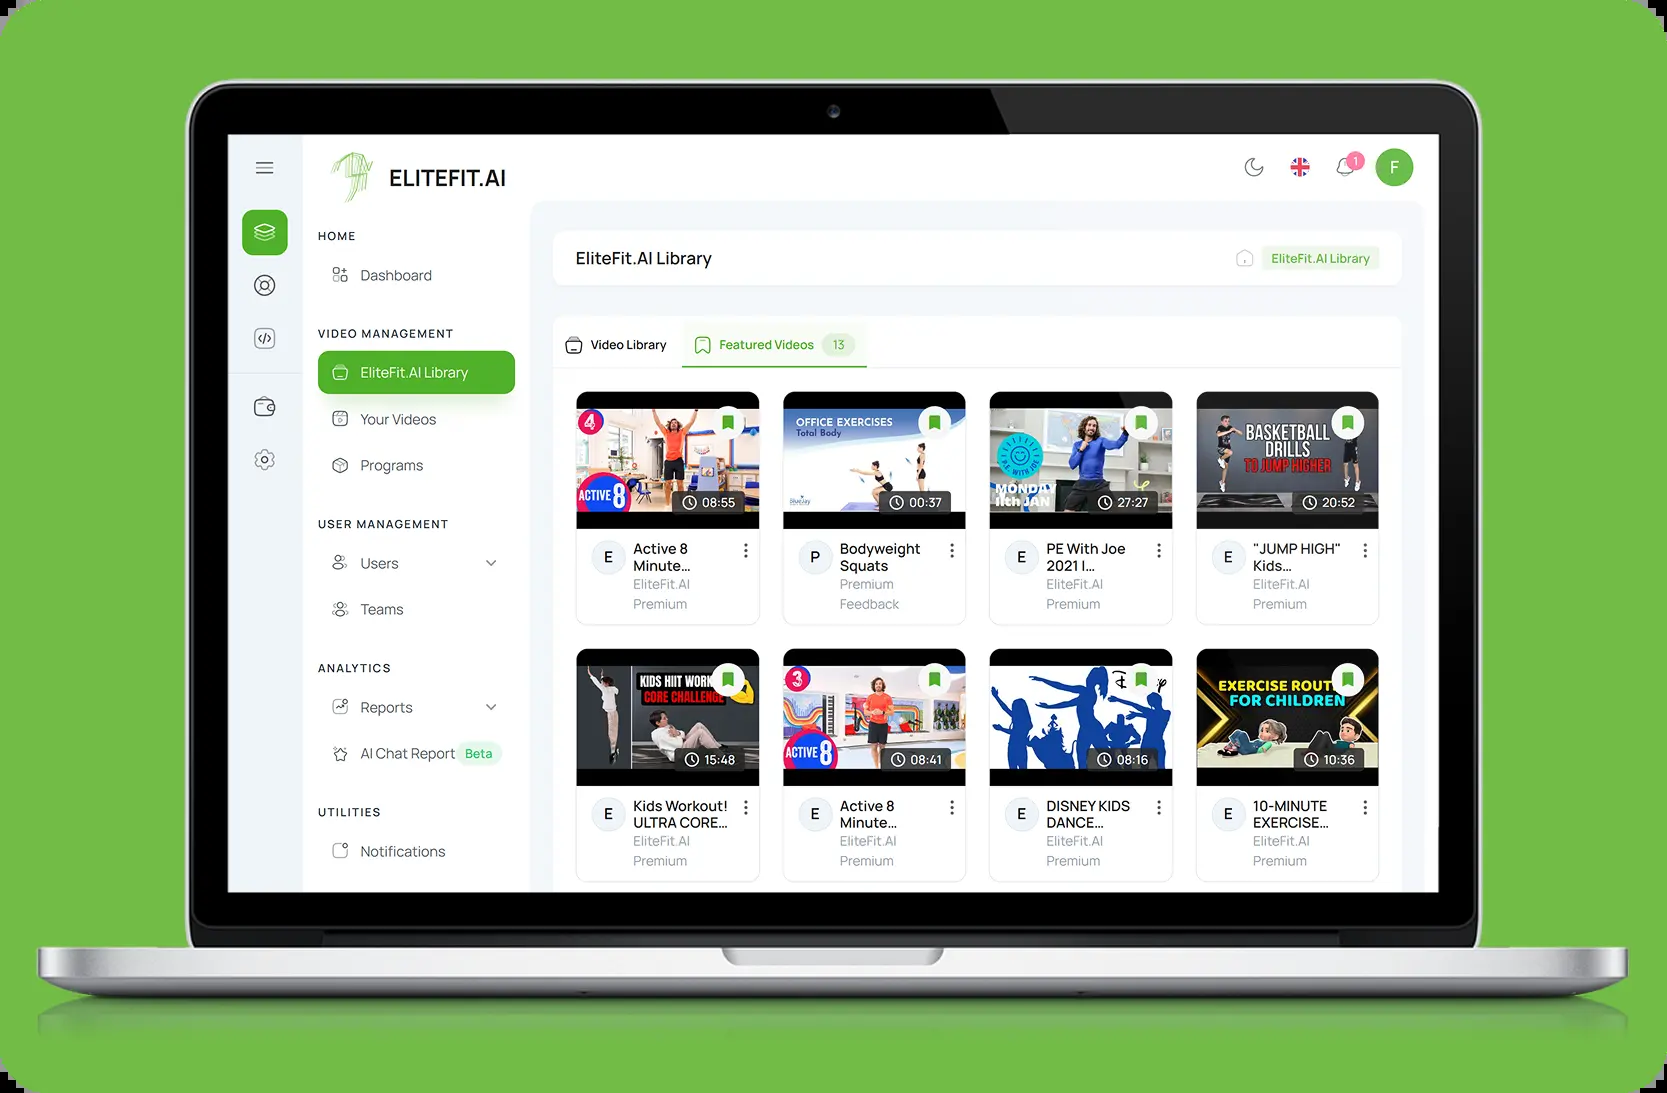 ELITEFIT.AI
1
F
HOME
Dashboard
VIDEO MANAGEMENT
EliteFit.AI Library
Your Videos
Programs
USER MANAGEMENT
Users
Teams
ANALYTICS
Reports
AI Chat Report Beta
UTILITIES
Notifications
EliteFit.AI Library
EliteFit.AI Library
Video Library
Featured Videos 13
4
ACTIVE 8
08:55
E
Active 8
Minute...
EliteFit.AI
Premium
OFFICE EXERCISES
Total Body
00:37
P
Bodyweight
Squats
Premium
Feedback
MONDAY
11th JAN
27:27
E
PE With Joe
2021 I...
EliteFit.AI
Premium
BASKETBALL
DRILLS
TO JUMP HIGHER
20:52
E
"JUMP HIGH"
Kids...
EliteFit.AI
Premium
KIDS HIIT
CORE CHALLENGE
15:48
E
Kids Workout!
ULTRA CORE...
EliteFit.AI
Premium
3
ACTIVE 8
08:41
E
Active 8
Minute...
EliteFit.AI
Premium
08:16
E
DISNEY KIDS
DANCE...
EliteFit.AI
Premium
EXERCISE
FOR CHILDREN
10:36
E
10-MINUTE
EXERCISE...
EliteFit.AI
Premium